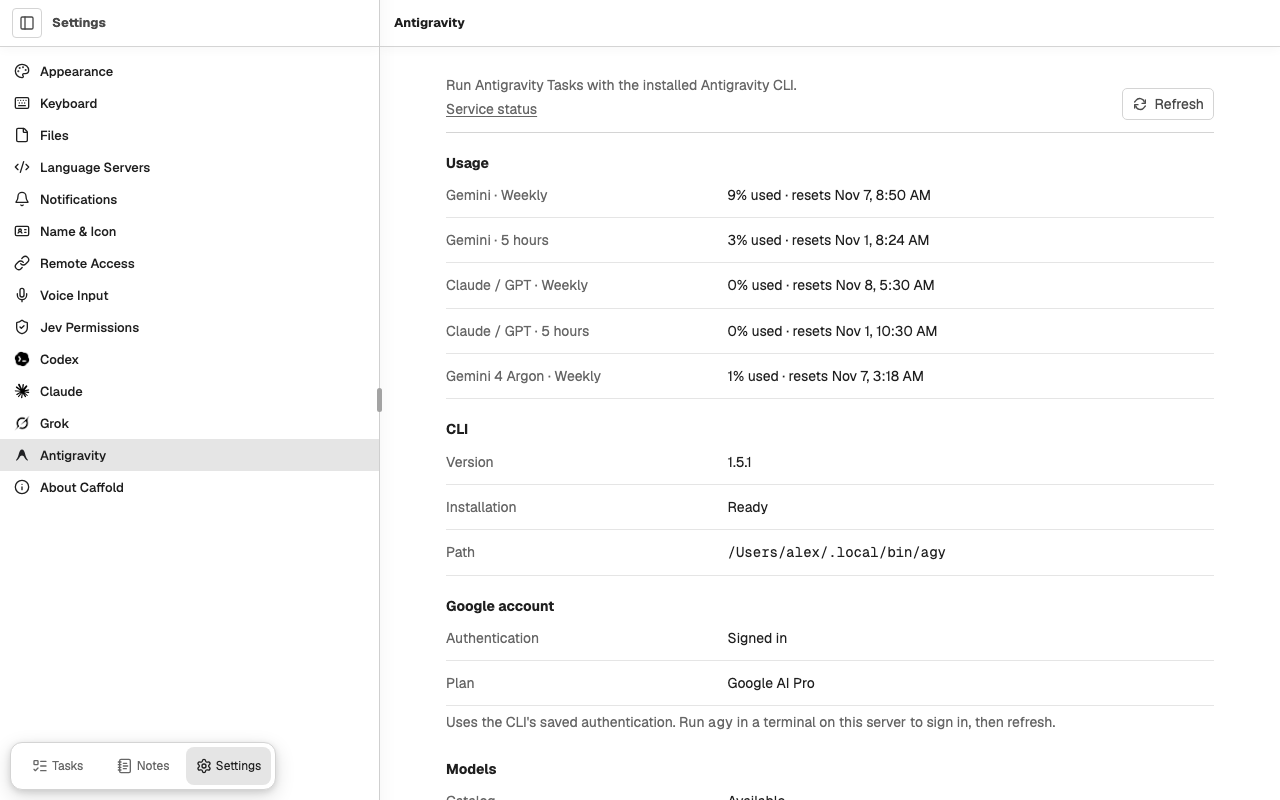 Settings
Antigravity
Appearance
Keyboard
Files
Language Servers
Notifications
Name & Icon
Remote Access
Voice Input
Jev Permissions
Codex
Claude
Grok
Antigravity
About Caffold
Tasks
Notes
Settings
Run Antigravity Tasks with the installed Antigravity CLI.
Service status
Refresh
Usage
Gemini · Weekly 9% used · resets Nov 7, 8:50 AM
Gemini · 5 hours 3% used · resets Nov 1, 8:24 AM
Claude / GPT · Weekly 0% used · resets Nov 8, 5:30 AM
Claude / GPT · 5 hours 0% used · resets Nov 1, 10:30 AM
Gemini 4 Argon · Weekly 1% used · resets Nov 7, 3:18 AM
CLI
Version 1.5.1
Installation Ready
Path /Users/alex/.local/bin/agy
Google account
Authentication Signed in
Plan Google AI Pro
Uses the CLI's saved authentication. Run agy in a terminal on this server to sign in, then refresh.
Models
Catalog Available